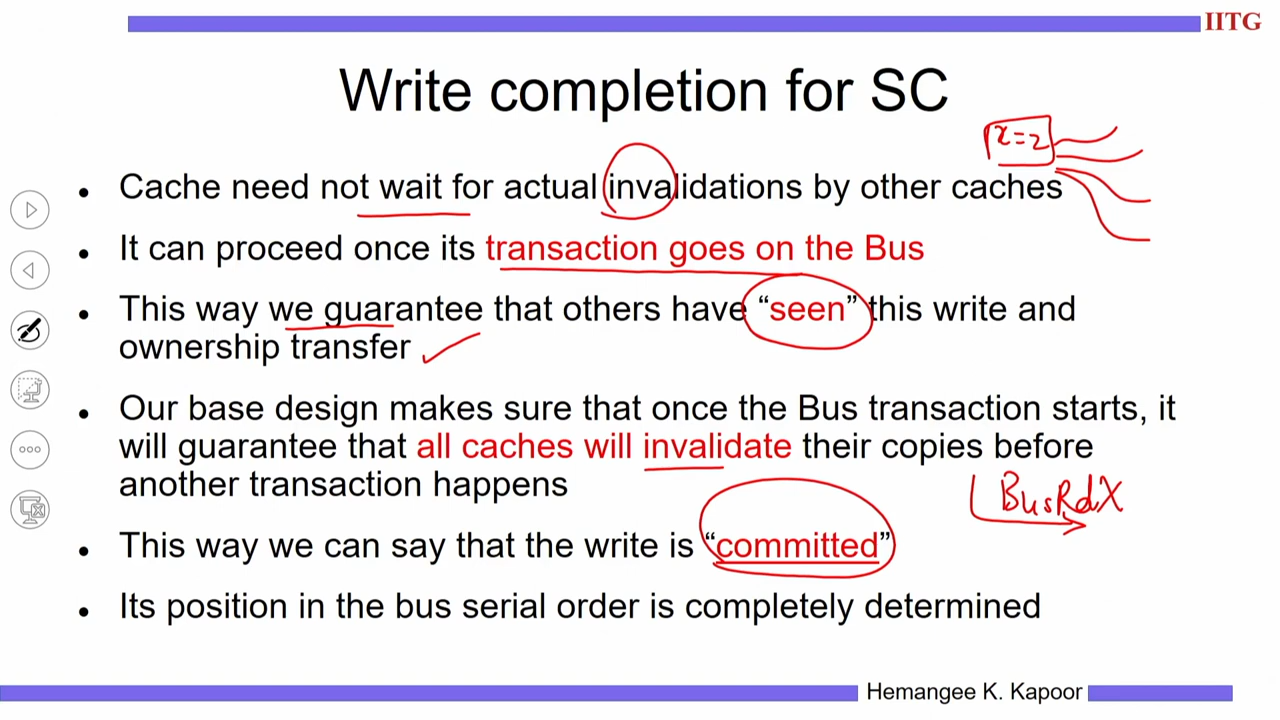 IITG
Write completion for SC
x=2
• Cache need not wait for actual invalidations by other caches
• It can proceed once its transaction goes on the Bus
• This way we guarantee that others have “seen” this write and
ownership transfer
• Our base design makes sure that once the Bus transaction starts, it
will guarantee that all caches will invalidate their copies before
another transaction happens
BusRdX
• This way we can say that the write is “committed”
• Its position in the bus serial order is completely determined
Hemangee K. Kapoor